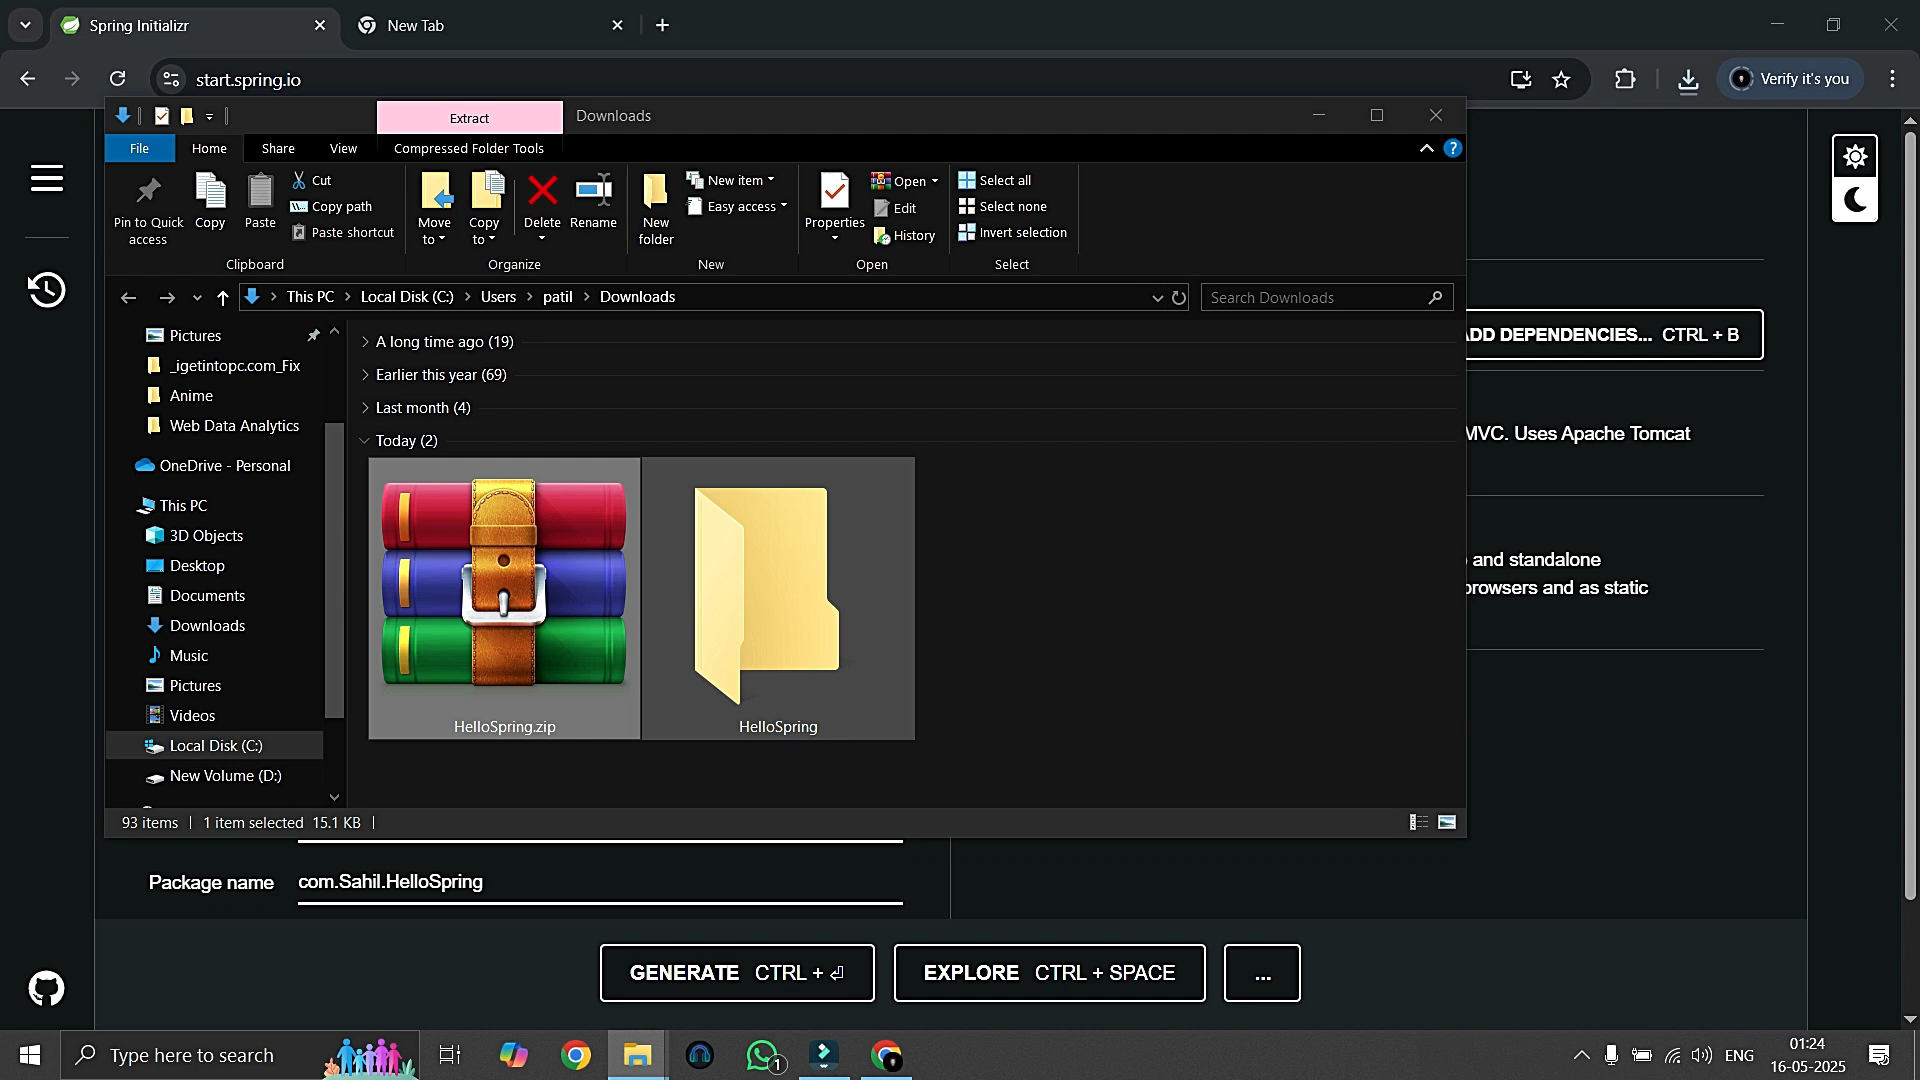 Spring Initializr
New Tab
start.spring.io
Verify it's you
Extract
Downloads
File
Home
Share
View
Compressed Folder Tools
Pin to Quick access
Copy
Paste
Cut
Copy path
Paste shortcut
Clipboard
Move to
Copy to
Delete
Rename
Organize
New folder
New item
Easy access
New
Properties
Open
Edit
History
Open
Select all
Select none
Invert selection
Select
This PC > Local Disk (C:) > Users > patil > Downloads
Search Downloads
Pictures
_igetintopc.com_Fix
Anime
Web Data Analytics
OneDrive - Personal
This PC
3D Objects
Desktop
Documents
Downloads
Music
Pictures
Videos
Local Disk (C:)
New Volume (D:)
A long time ago (19)
Earlier this year (69)
Last month (4)
Today (2)
HelloSpring.zip
HelloSpring
93 items
1 item selected 15.1 KB
DD DEPENDENCIES... CTRL + B
MVC. Uses Apache Tomcat
and standalone
browsers and as static
Package name
com.Sahil.HelloSpring
GENERATE CTRL + ⏎
EXPLORE CTRL + SPACE
...
Type here to search
1
ENG
01:24
16-05-2025